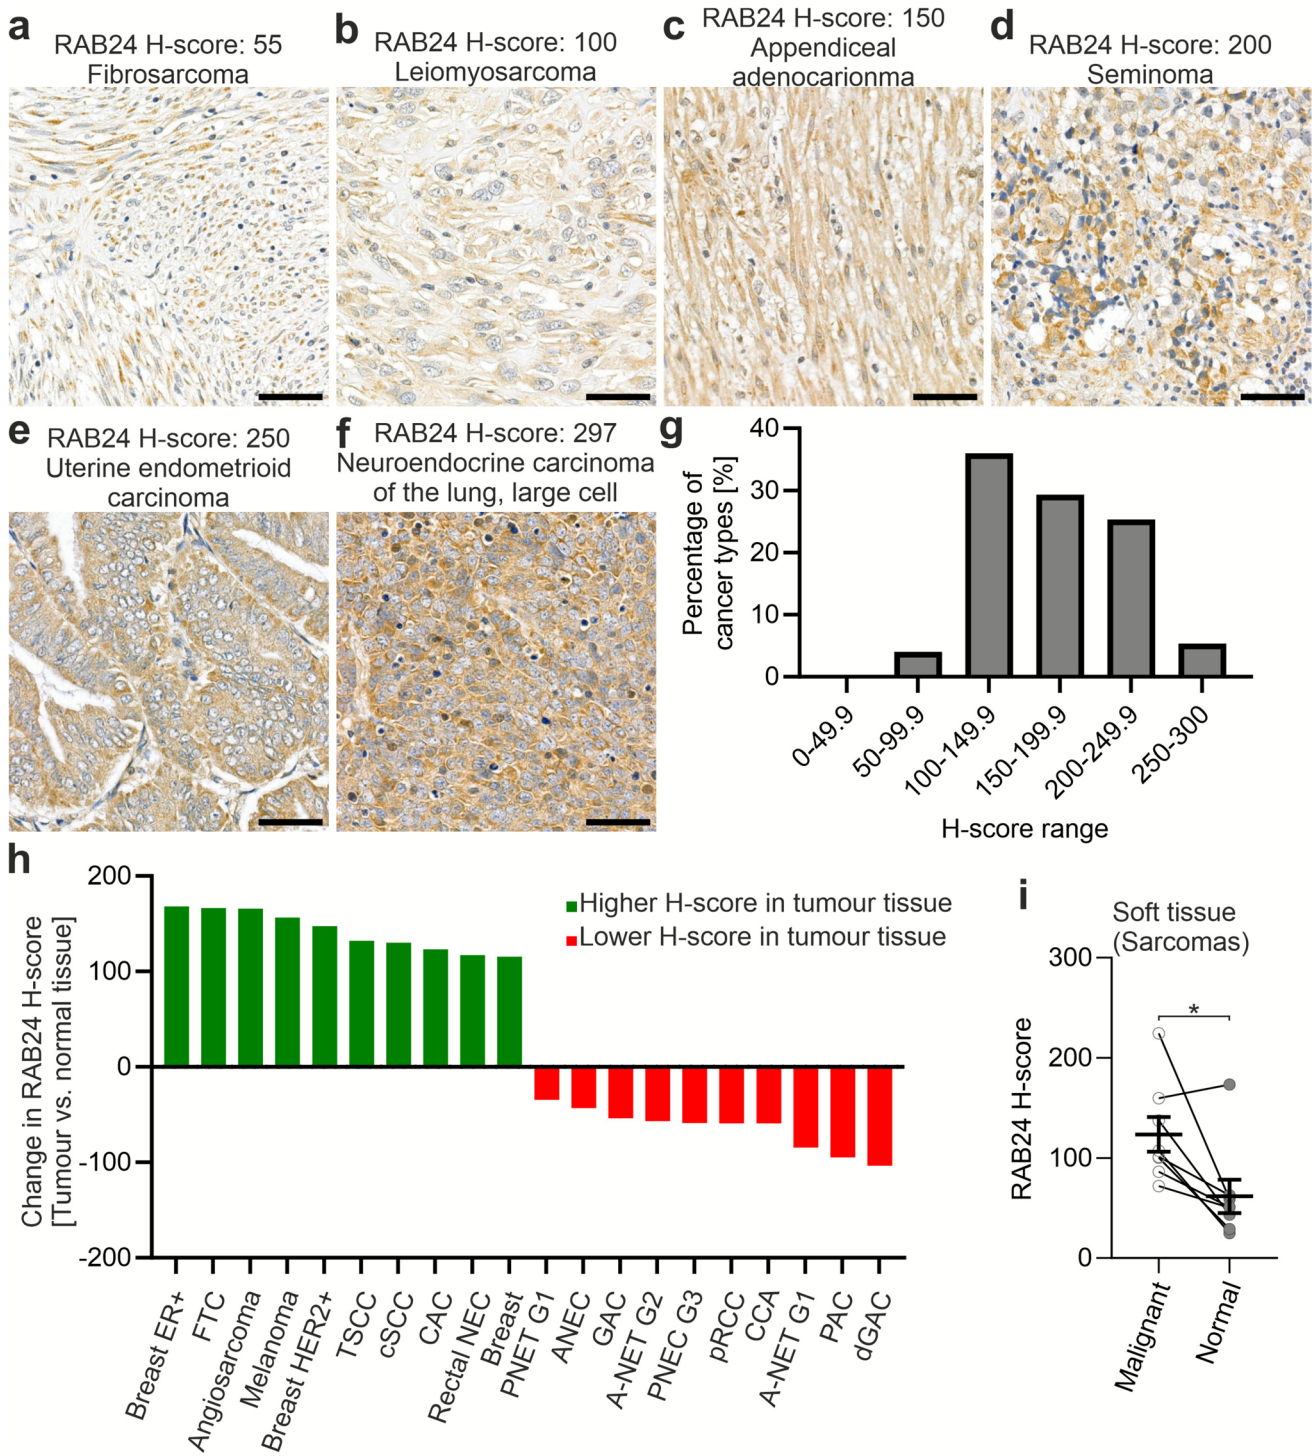 a
RAB24 H-score: 55
Fibrosarcoma
b
RAB24 H-score: 100
Leiomyosarcoma
c
RAB24 H-score: 150
Appendiceal
adenocarionma
d
RAB24 H-score: 200
Seminoma
e
RAB24 H-score: 250
Uterine endometrioid
carcinoma
f
RAB24 H-score: 297
Neuroendocrine carcinoma
of the lung, large cell
g
Percentage of
cancer types [%]
40
30
20
10
0
0-49.9
50-99.9
100-149.9
150-199.9
200-249.9
250-300
H-score range
h
Change in RAB24 H-score
[Tumour vs. normal tissue]
200
100
0
-100
-200
Higher H-score in tumour tissue
Lower H-score in tumour tissue
Breast ER+
FTC
Angiosarcoma
Melanoma
Breast HER2+
TSCC
cSCC
CAC
Rectal NEC
Breast
PNET G1
ANEC
GAC
A-NET G2
PNEC G3
pRCC
CCA
A-NET G1
PAC
dGAC
i
Soft tissue
(Sarcomas)
RAB24 H-score
300
200
100
0
*
Malignant
Normal